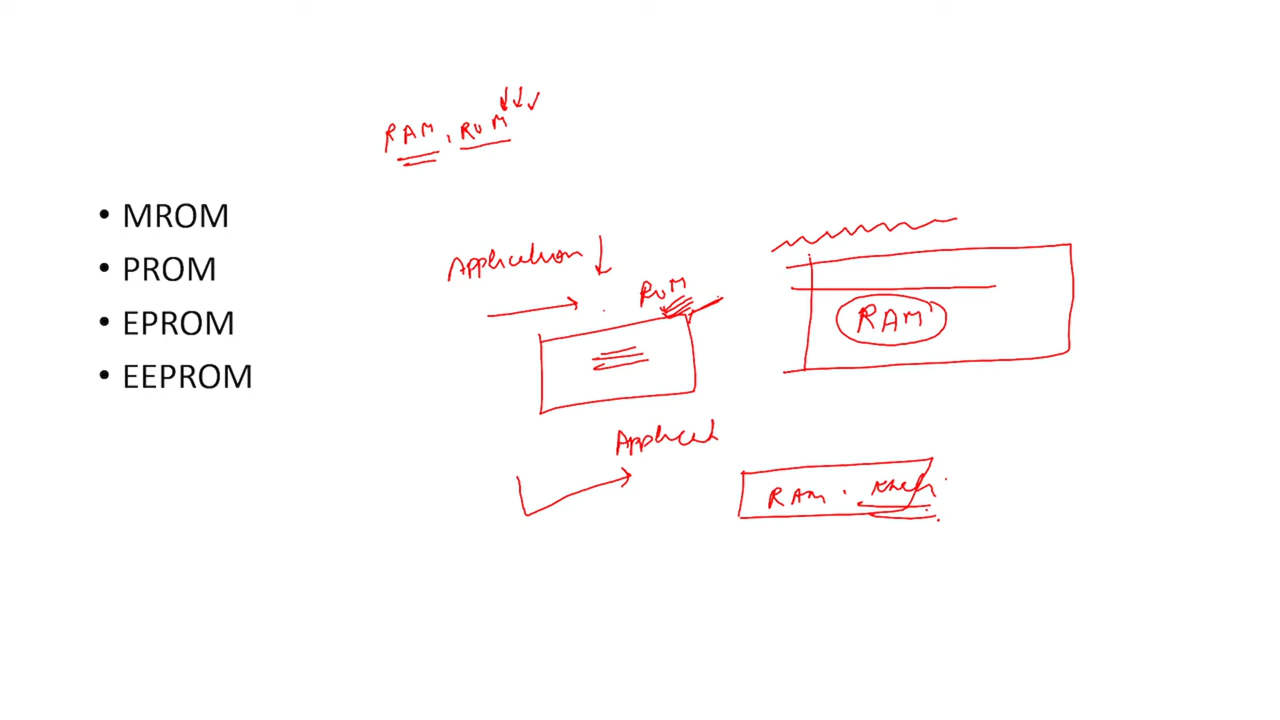 RAM, ROM
• MROM
• PROM
• EPROM
• EEPROM
Application
ROM
RAM
Applicat
RAM.